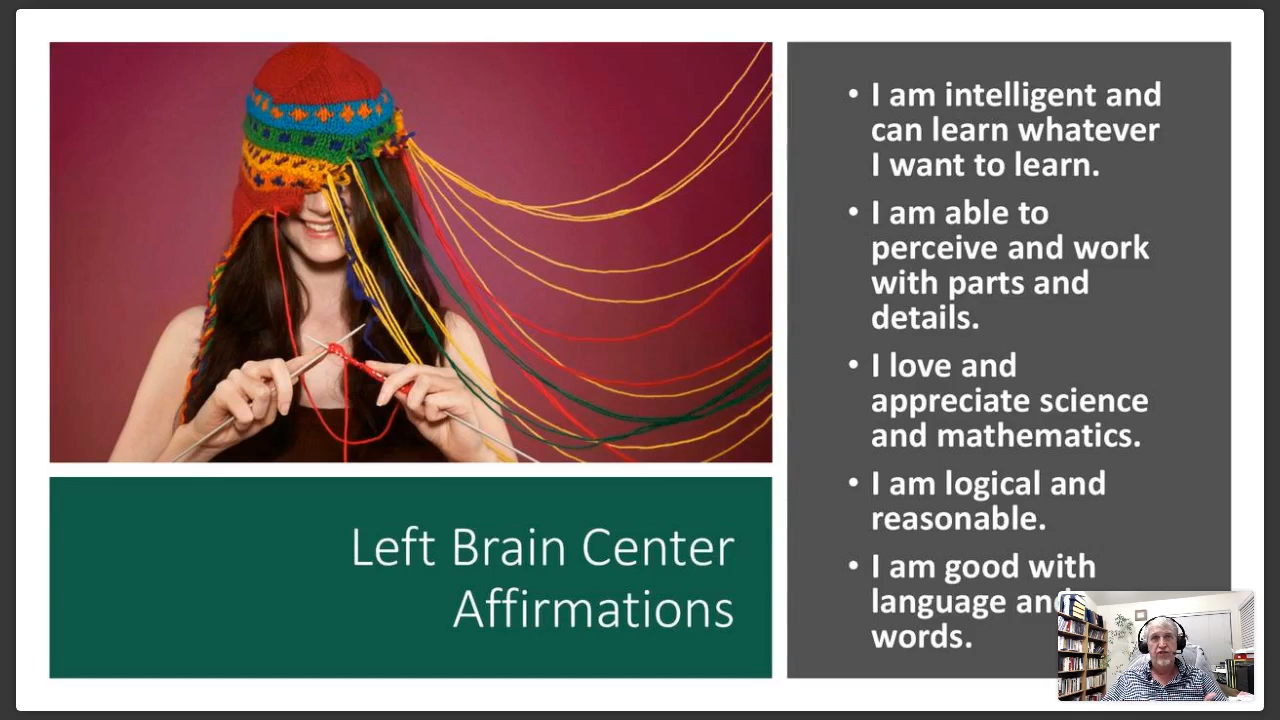 Left Brain Center
Affirmations
• I am intelligent and
can learn whatever
I want to learn.
• I am able to
perceive and work
with parts and
details.
• I love and
appreciate science
and mathematics.
• I am logical and
reasonable.
• I am good with
language and
words.